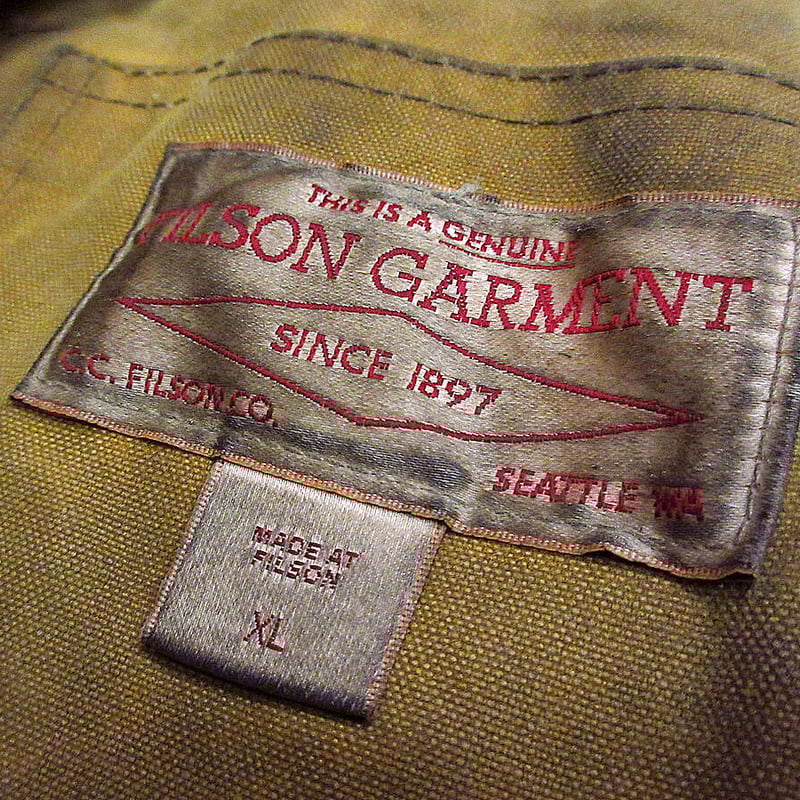 THIS IS A GENUINE
FILSON GARMENT
SINCE 1897
C.C. FILSON CO.
SEATTLE WA
MADE AT
FILSON
XL